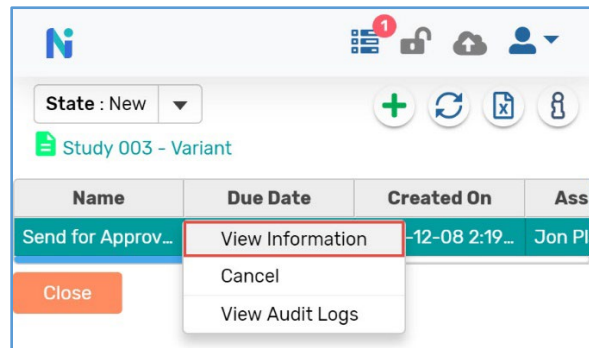 1
State : New
Study 003 - Variant
Name Due Date Created On Ass
Send for Approv... View Information -12-08 2:19... Jon Pl
Cancel
Close
View Audit Logs